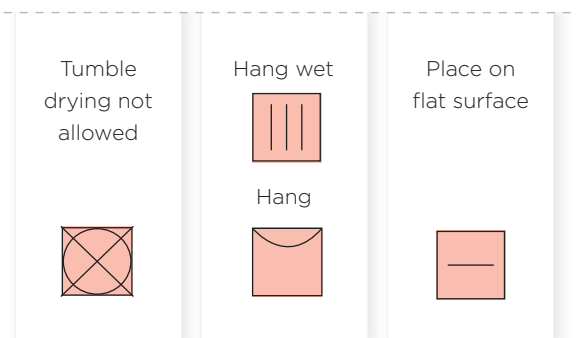 Tumble
drying not
allowed
Hang wet
Hang
Place on
flat surface